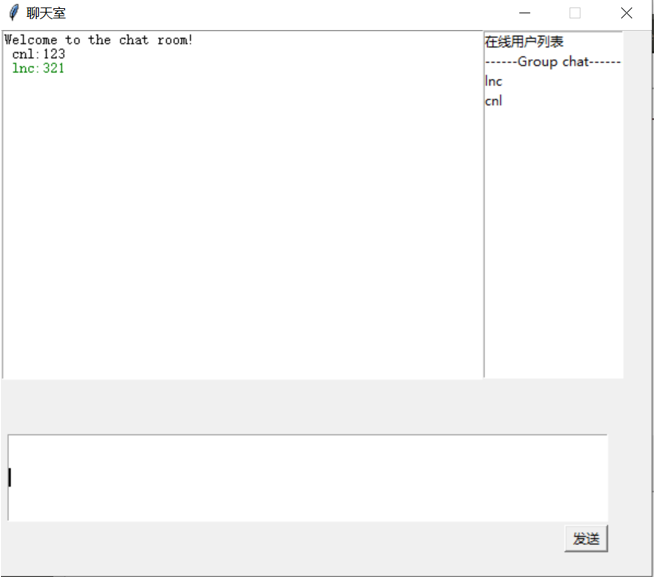 聊天室
Welcome to the chat room!
cnl:123
lnc:321
在线用户列表
------Group chat------
lnc
cnl
发送